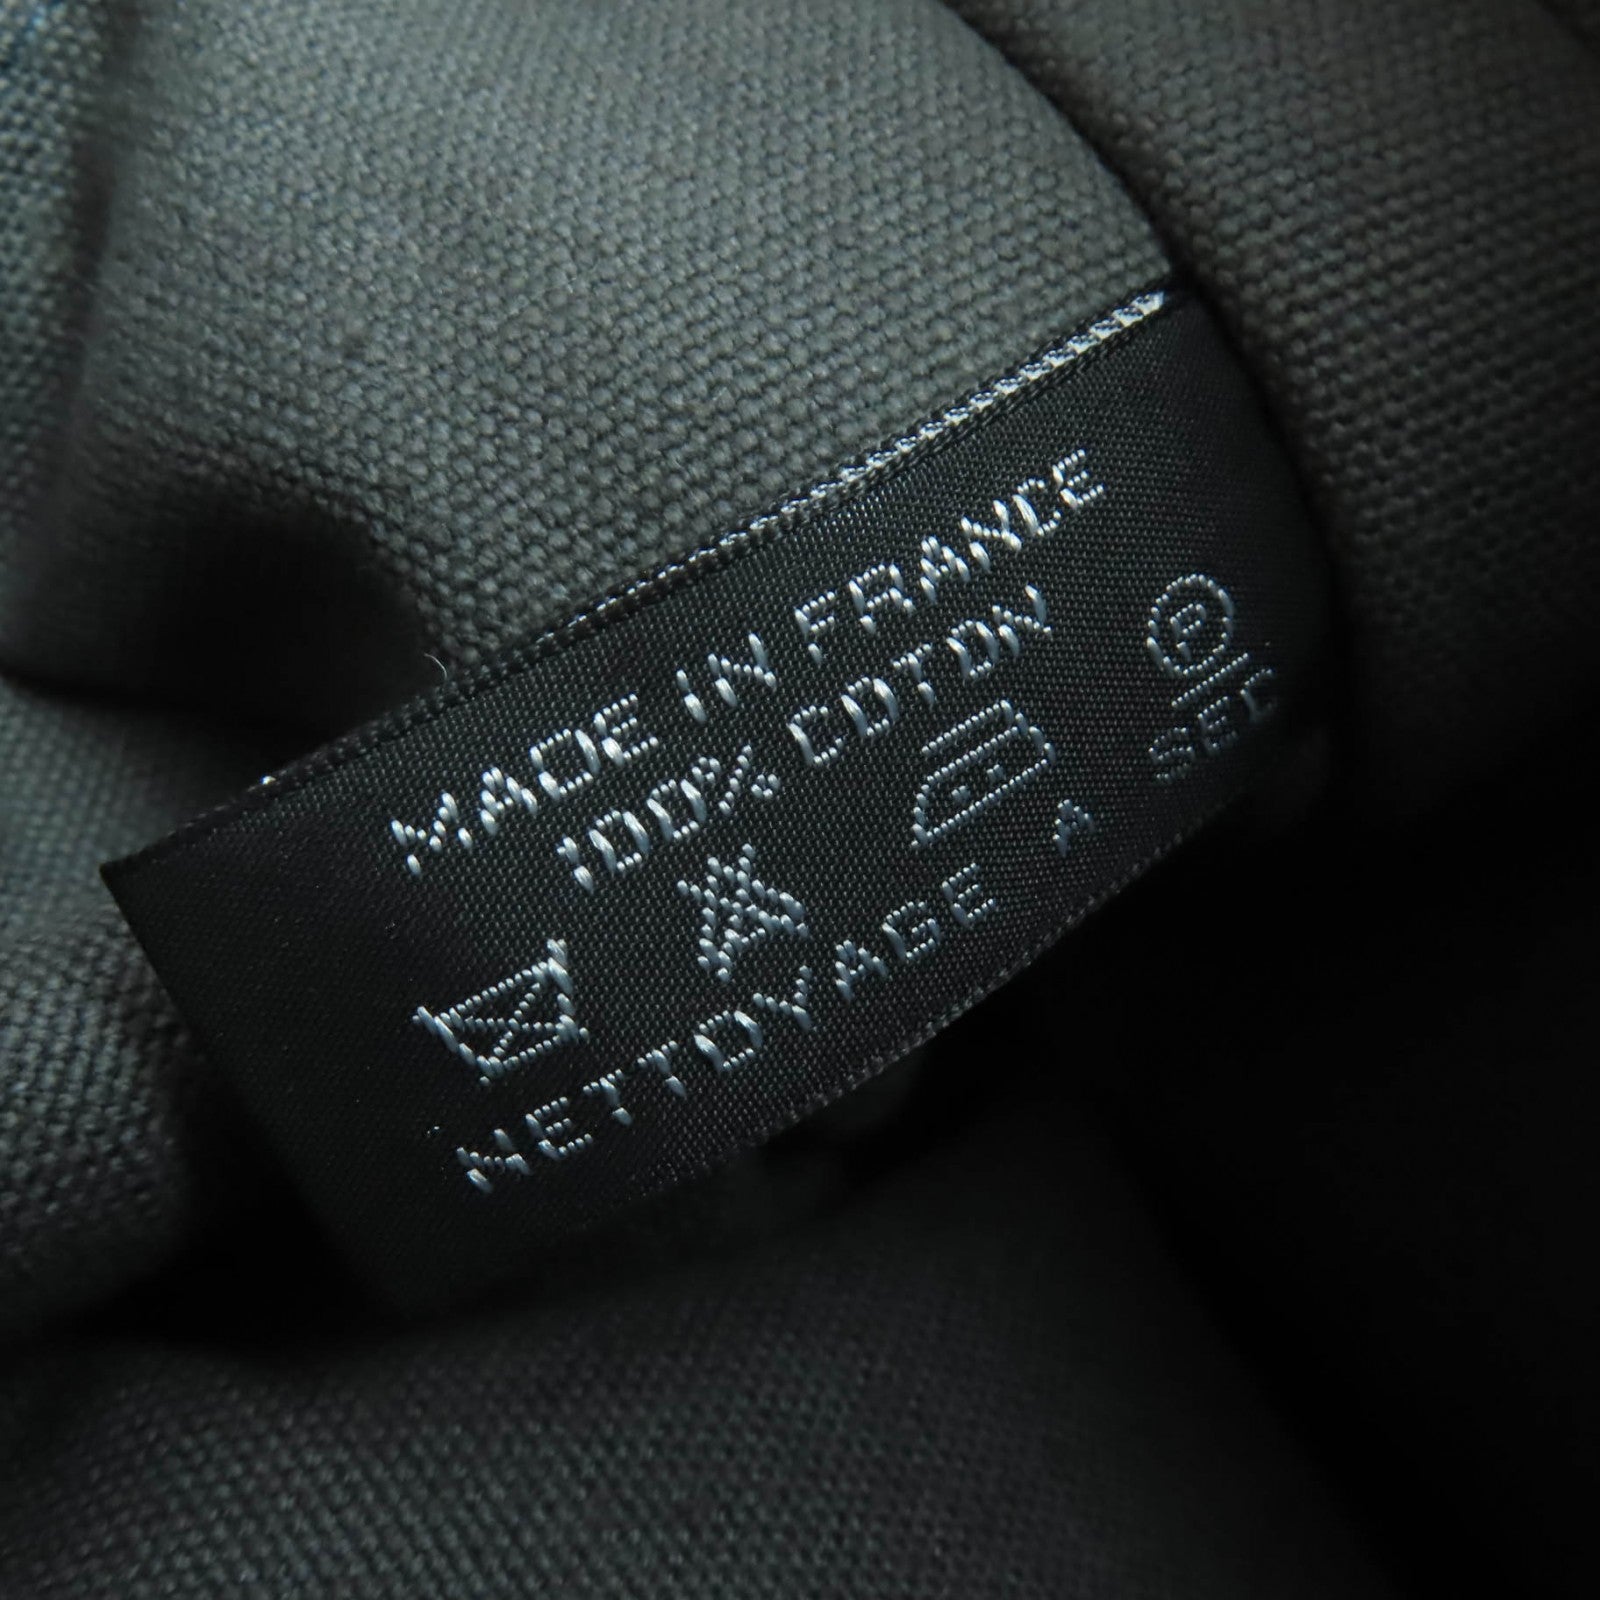 MADE IN FRANCE
100% COTON
P
NETTOYAGE A SEC